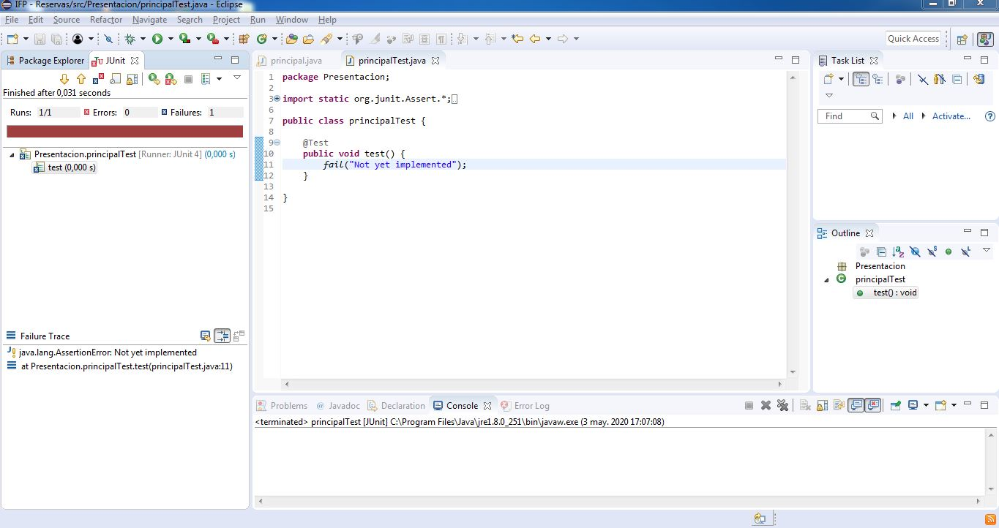 IFP - Reservas/src/Presentacion/principalTest.java - Eclipse
File Edit Source Refactor Navigate Search Project Run Window Help
Quick Access
Package Explorer JUnit
Finished after 0,031 seconds
Runs: 1/1 Errors: 0 Failures: 1
Presentacion.principalTest [Runner: JUnit 4] (0,000 s)
test (0,000 s)
Failure Trace
java.lang.AssertionError: Not yet implemented
at Presentacion.principalTest.test(principalTest.java:11)
principal.java principalTest.java
1 package Presentacion;
2
3 import static org.junit.Assert.*;
6
7 public class principalTest {
8
9 @Test
10 public void test() {
11 fail("Not yet implemented");
12 }
13
14 }
15
Task List
Find All Activate...
Outline
Presentacion
principalTest
test() : void
Problems @ Javadoc Declaration Console Error Log
<terminated> principalTest [JUnit] C:\Program Files\Java\jre1.8.0_251\bin\javaw.exe (3 may. 2020 17:07:08)